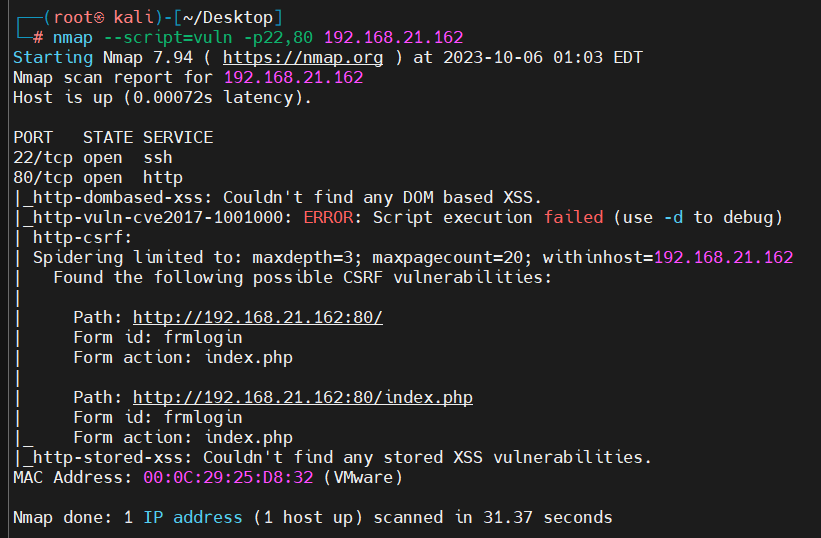 ┌──(root㉿ kali)-[~/Desktop]
└─# nmap --script=vuln -p22,80 192.168.21.162
Starting Nmap 7.94 ( https://nmap.org ) at 2023-10-06 01:03 EDT
Nmap scan report for 192.168.21.162
Host is up (0.00072s latency).

PORT   STATE SERVICE
22/tcp open  ssh
80/tcp open  http
|_http-dombased-xss: Couldn't find any DOM based XSS.
|_http-vuln-cve2017-1001000: ERROR: Script execution failed (use -d to debug)
| http-csrf:
| Spidering limited to: maxdepth=3; maxpagecount=20; withinhost=192.168.21.162
|   Found the following possible CSRF vulnerabilities:
|
|     Path: http://192.168.21.162:80/
|     Form id: frmlogin
|     Form action: index.php
|
|     Path: http://192.168.21.162:80/index.php
|     Form id: frmlogin
|_    Form action: index.php
|_http-stored-xss: Couldn't find any stored XSS vulnerabilities.
MAC Address: 00:0C:29:25:D8:32 (VMware)

Nmap done: 1 IP address (1 host up) scanned in 31.37 seconds